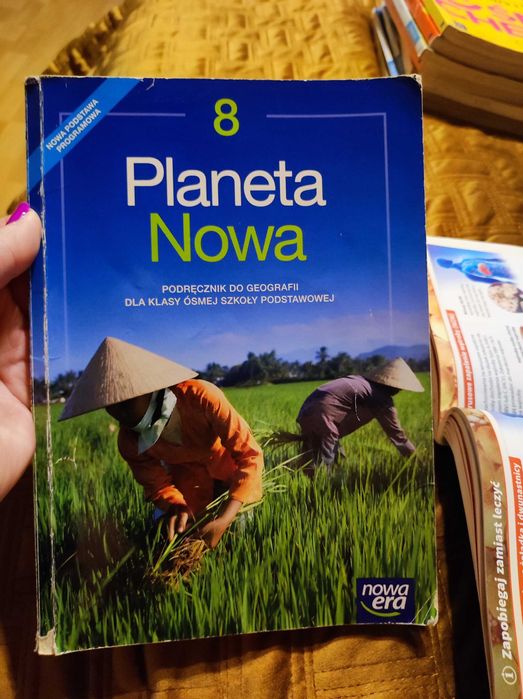 NOWA PODSTAWA
PROGRAMOWA
8
Planeta
Nowa
PODRĘCZNIK DO GEOGRAFII
DLA KLASY ÓSMEJ SZKOŁY PODSTAWOWEJ
nowa
era
Zapobiegaj zamiast leczyć